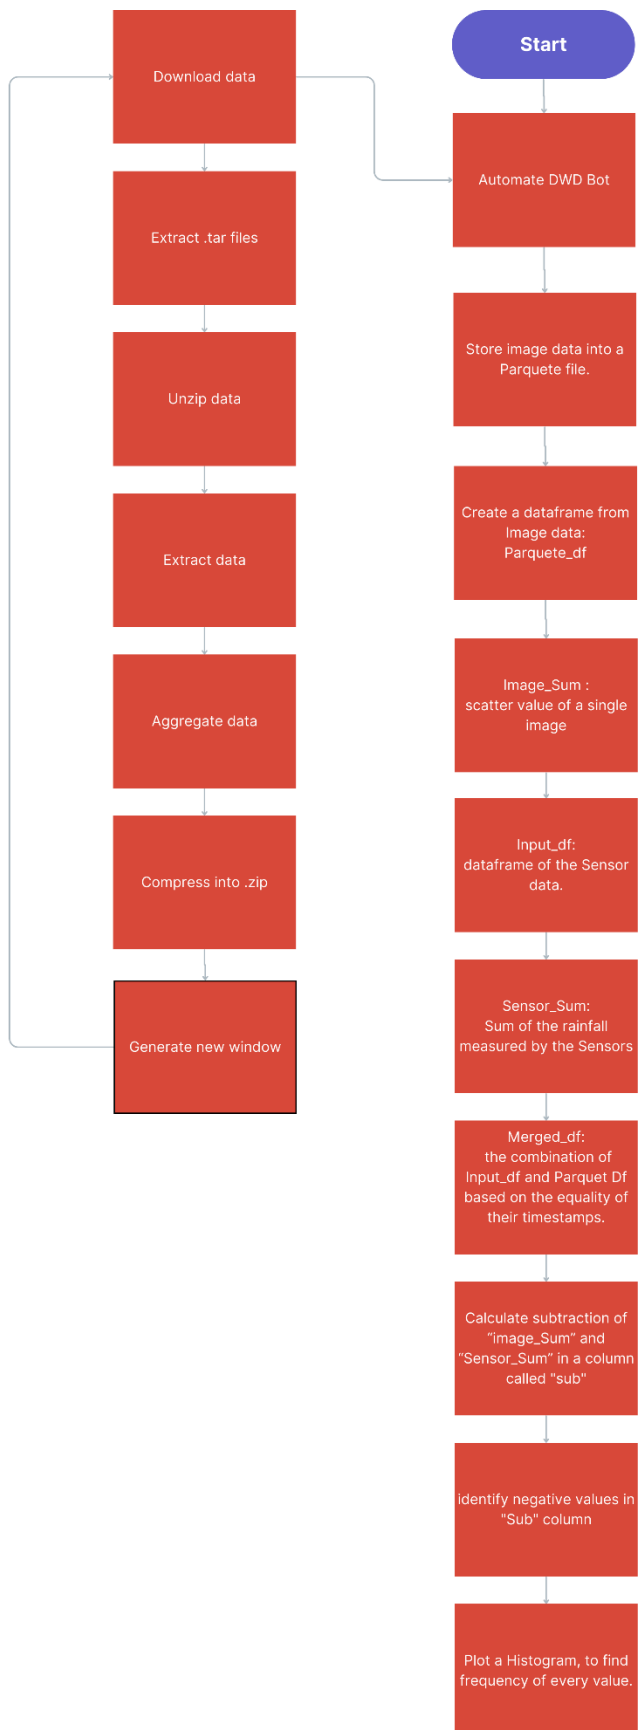 Start
Download data
Automate DWD Bot
Extract .tar files
Store image data into a
Parquete file.
Unzip data
Create a dataframe from
Image data:
Parquete_df
Extract data
Image_Sum :
scatter value of a single
image
Aggregate data
Input_df:
dataframe of the Sensor
data.
Compress into .zip
Sensor_Sum:
Sum of the rainfall
measured by the Sensors
Generate new window
Merged_df:
the combination of
Input_df and Parquet Df
based on the equality of
their timestamps.
Calculate subtraction of
“image_Sum” and
“Sensor_Sum” in a column
called "sub"
identify negative values in
"Sub" column
Plot a Histogram, to find
frequency of every value.